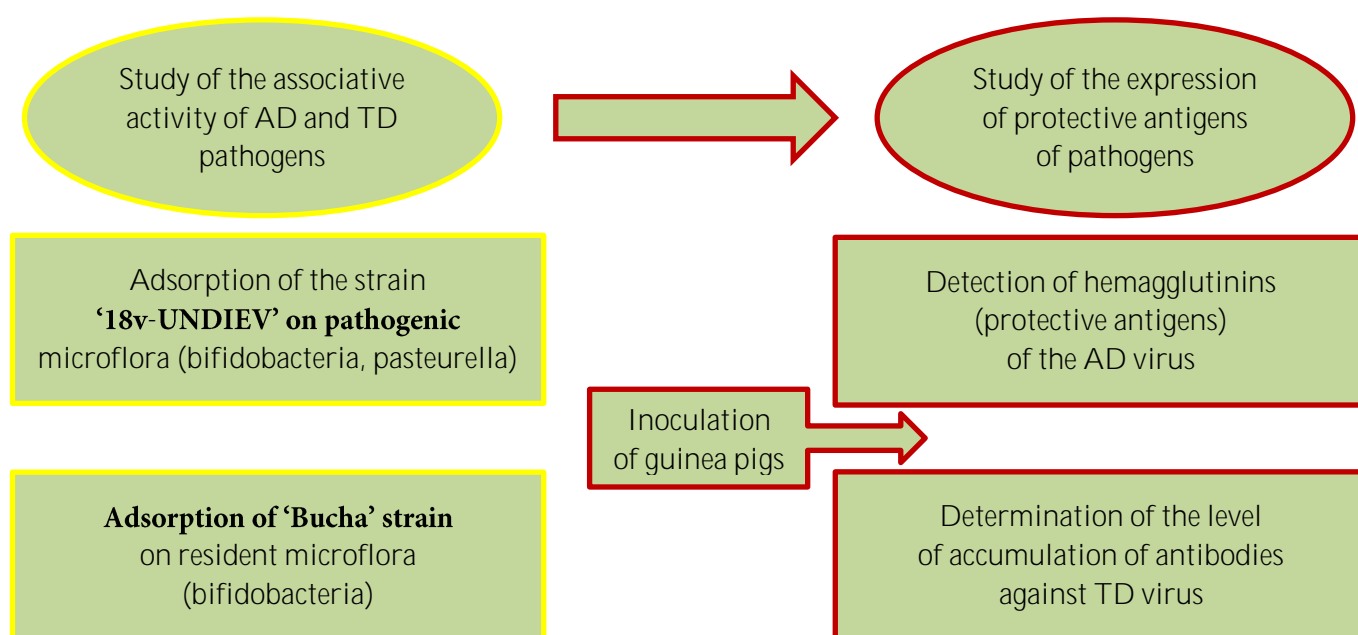 Study of the associative
activity of AD and TD
pathogens
Study of the expression
of protective antigens
of pathogens
Adsorption of the strain
‘18v-UNDIEV’ on pathogenic
microflora (bifidobacteria, pasteurella)
Detection of hemagglutinins
(protective antigens)
of the AD virus
Inoculation
of guinea pigs
Adsorption of ‘Bucha’ strain
on resident microflora
(bifidobacteria)
Determination of the level
of accumulation of antibodies
against TD virus